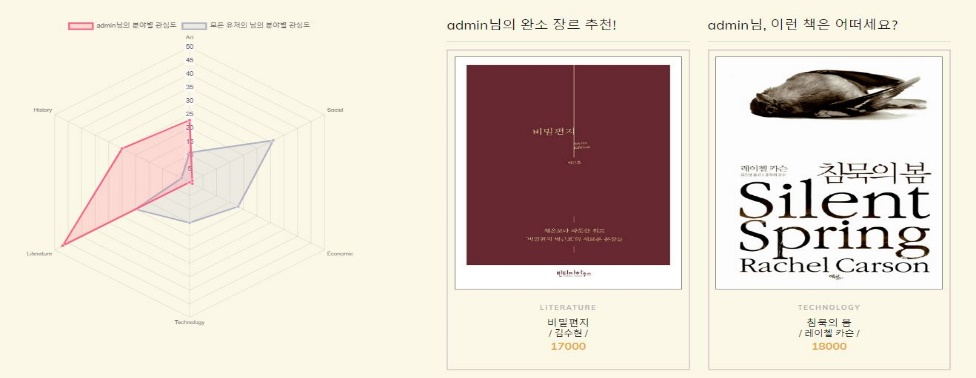 admin님의 분야별 관심도
모든 유저의 님의 분야별 관심도
Art
50
45
40
35
30
25
20
15
10
5
History
Social
Literature
Economic
Technology
admin님의 완소 장르 추천!
비밀편지
LITERATURE
비밀편지
/ 김수현 /
17000
admin님, 이런 책은 어떠세요?
레이첼 카슨
침묵의 봄
Silent
Spring
Rachel Carson
TECHNOLOGY
침묵의 봄
/ 레이첼 카슨 /
18000